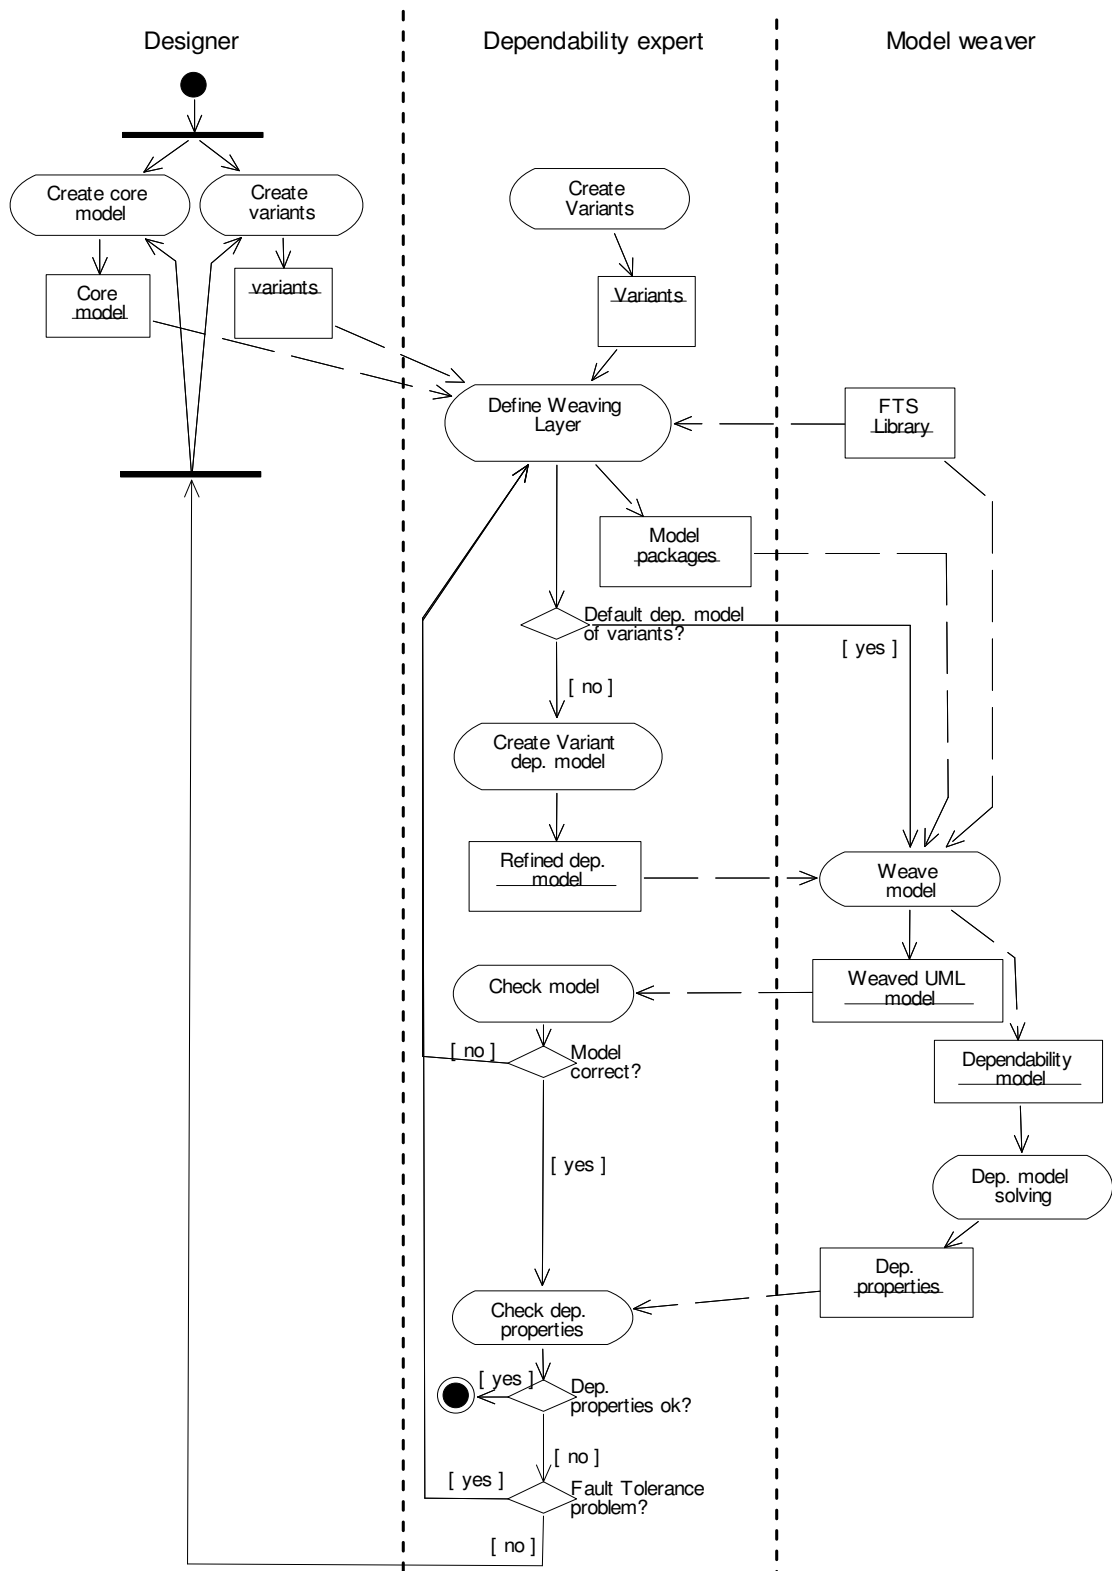 Designer
Dependability expert
Model weaver
Create core
model
Create
variants
Create
Variants
Core
model
variants
Variants
Define Weaving
Layer
FTS
Library
Model
packages
Default dep. model
of variants?
[ yes ]
[ no ]
Create Variant
dep. model
Refined dep.
model
Weave
model
Check model
Weaved UML
model
[ no ]
Model
correct?
Dependability
model
[ yes ]
Dep. model
solving
Dep.
properties
Check dep.
properties
[ yes ]
Dep.
properties ok?
[ no ]
[ yes ]
Fault Tolerance
problem?
[ no ]